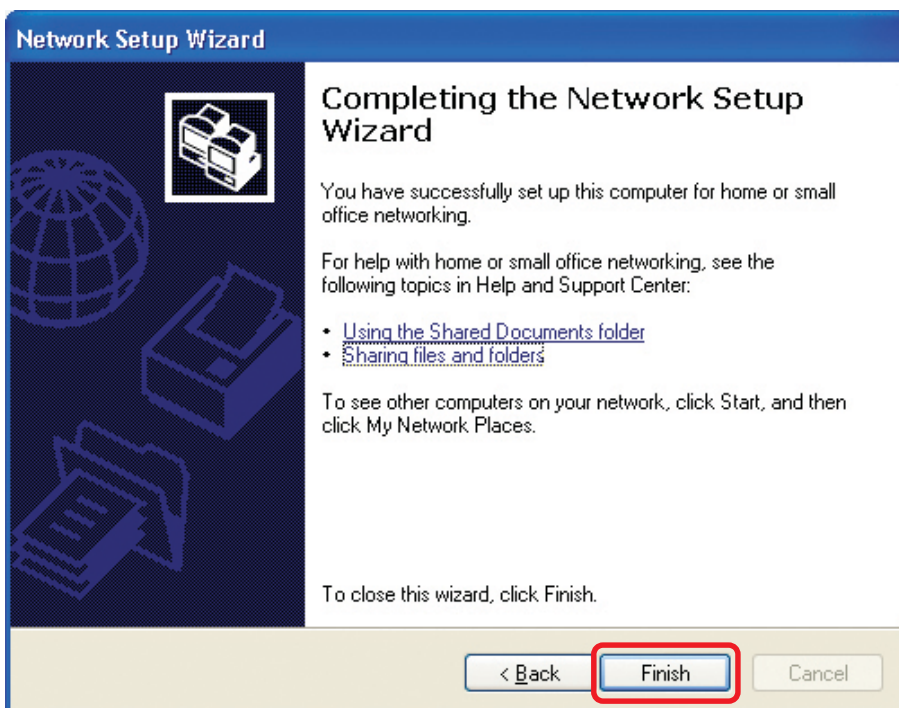 Network Setup Wizard
Completing the Network Setup
Wizard
You have successfully set up this computer for home or small
office networking.
For help with home or small office networking, see the
following topics in Help and Support Center:
• Using the Shared Documents folder
• Sharing files and folders
To see other computers on your network, click Start, and then
click My Network Places.
To close this wizard, click Finish.
< Back Finish Cancel